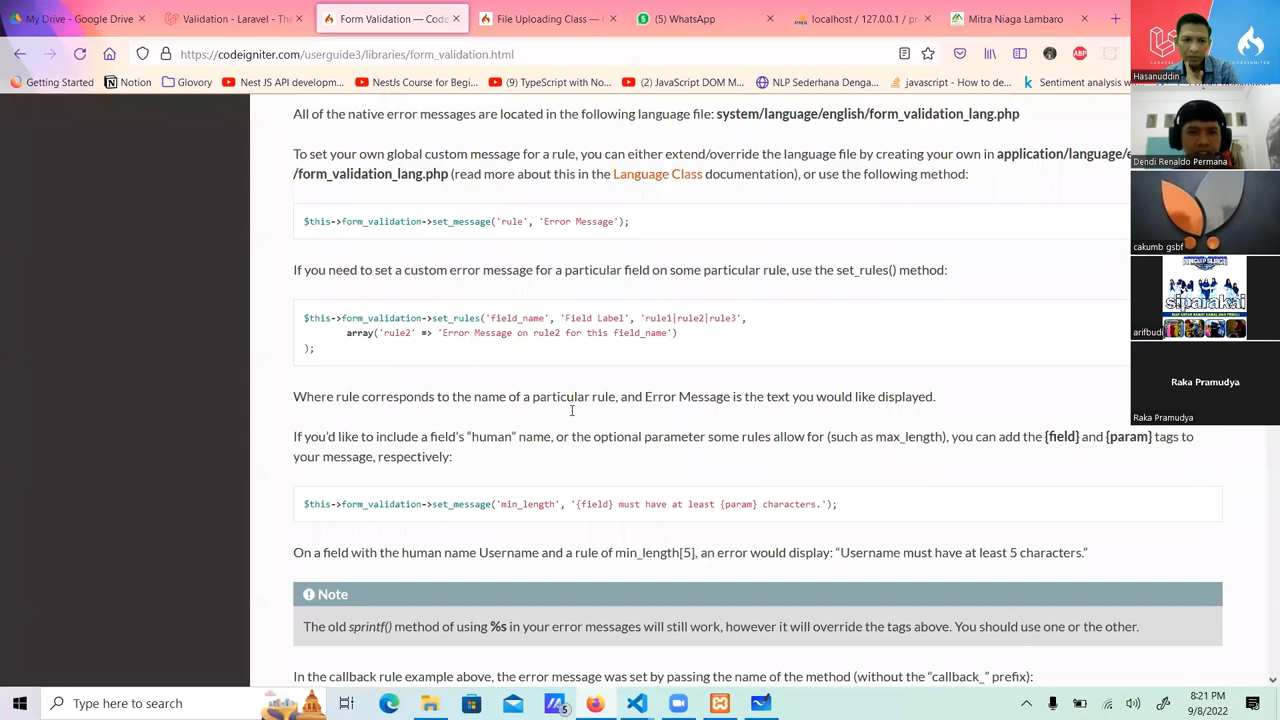 My Drive - Google Drive
Validation - Laravel - The
Form Validation — Code
File Uploading Class —
(5) WhatsApp
localhost / 127.0.0.1 / p
Mitra Niaga Lambaro
https://codeigniter.com/userguide3/libraries/form_validation.html
Getting Started
Notion
Glovory
Nest JS API developm...
NestJs Course for Begi...
(9) TypeScript with No...
(2) JavaScript DOM M...
NLP Sederhana Denga...
javascript - How to de...
Sentiment analysis w
All of the native error messages are located in the following language file: system/language/english/form_validation_lang.php
To set your own global custom message for a rule, you can either extend/override the language file by creating your own in application/language/e
/form_validation_lang.php (read more about this in the Language Class documentation), or use the following method:
$this->form_validation->set_message('rule', 'Error Message');
If you need to set a custom error message for a particular field on some particular rule, use the set_rules() method:
$this->form_validation->set_rules('field_name', 'Field Label', 'rule1|rule2|rule3',
array('rule2' => 'Error Message on rule2 for this field_name')
);
Where rule corresponds to the name of a particular rule, and Error Message is the text you would like displayed.
If you'd like to include a field's “human” name, or the optional parameter some rules allow for (such as max_length), you can add the {field} and {param} tags to
your message, respectively:
$this->form_validation->set_message('min_length', '{field} must have at least {param} characters.');
On a field with the human name Username and a rule of min_length[5], an error would display: “Username must have at least 5 characters.”
Note
The old sprintf() method of using %s in your error messages will still work, however it will override the tags above. You should use one or the other.
In the callback rule example above, the error message was set by passing the name of the method (without the “callback_” prefix):
Hasanuddin
Dendi Renaldo Permana
cakumb gsbf
siparakai
arifbudi
Raka Pramudya
Raka Pramudya
Type here to search
5
8:21 PM
9/8/2022